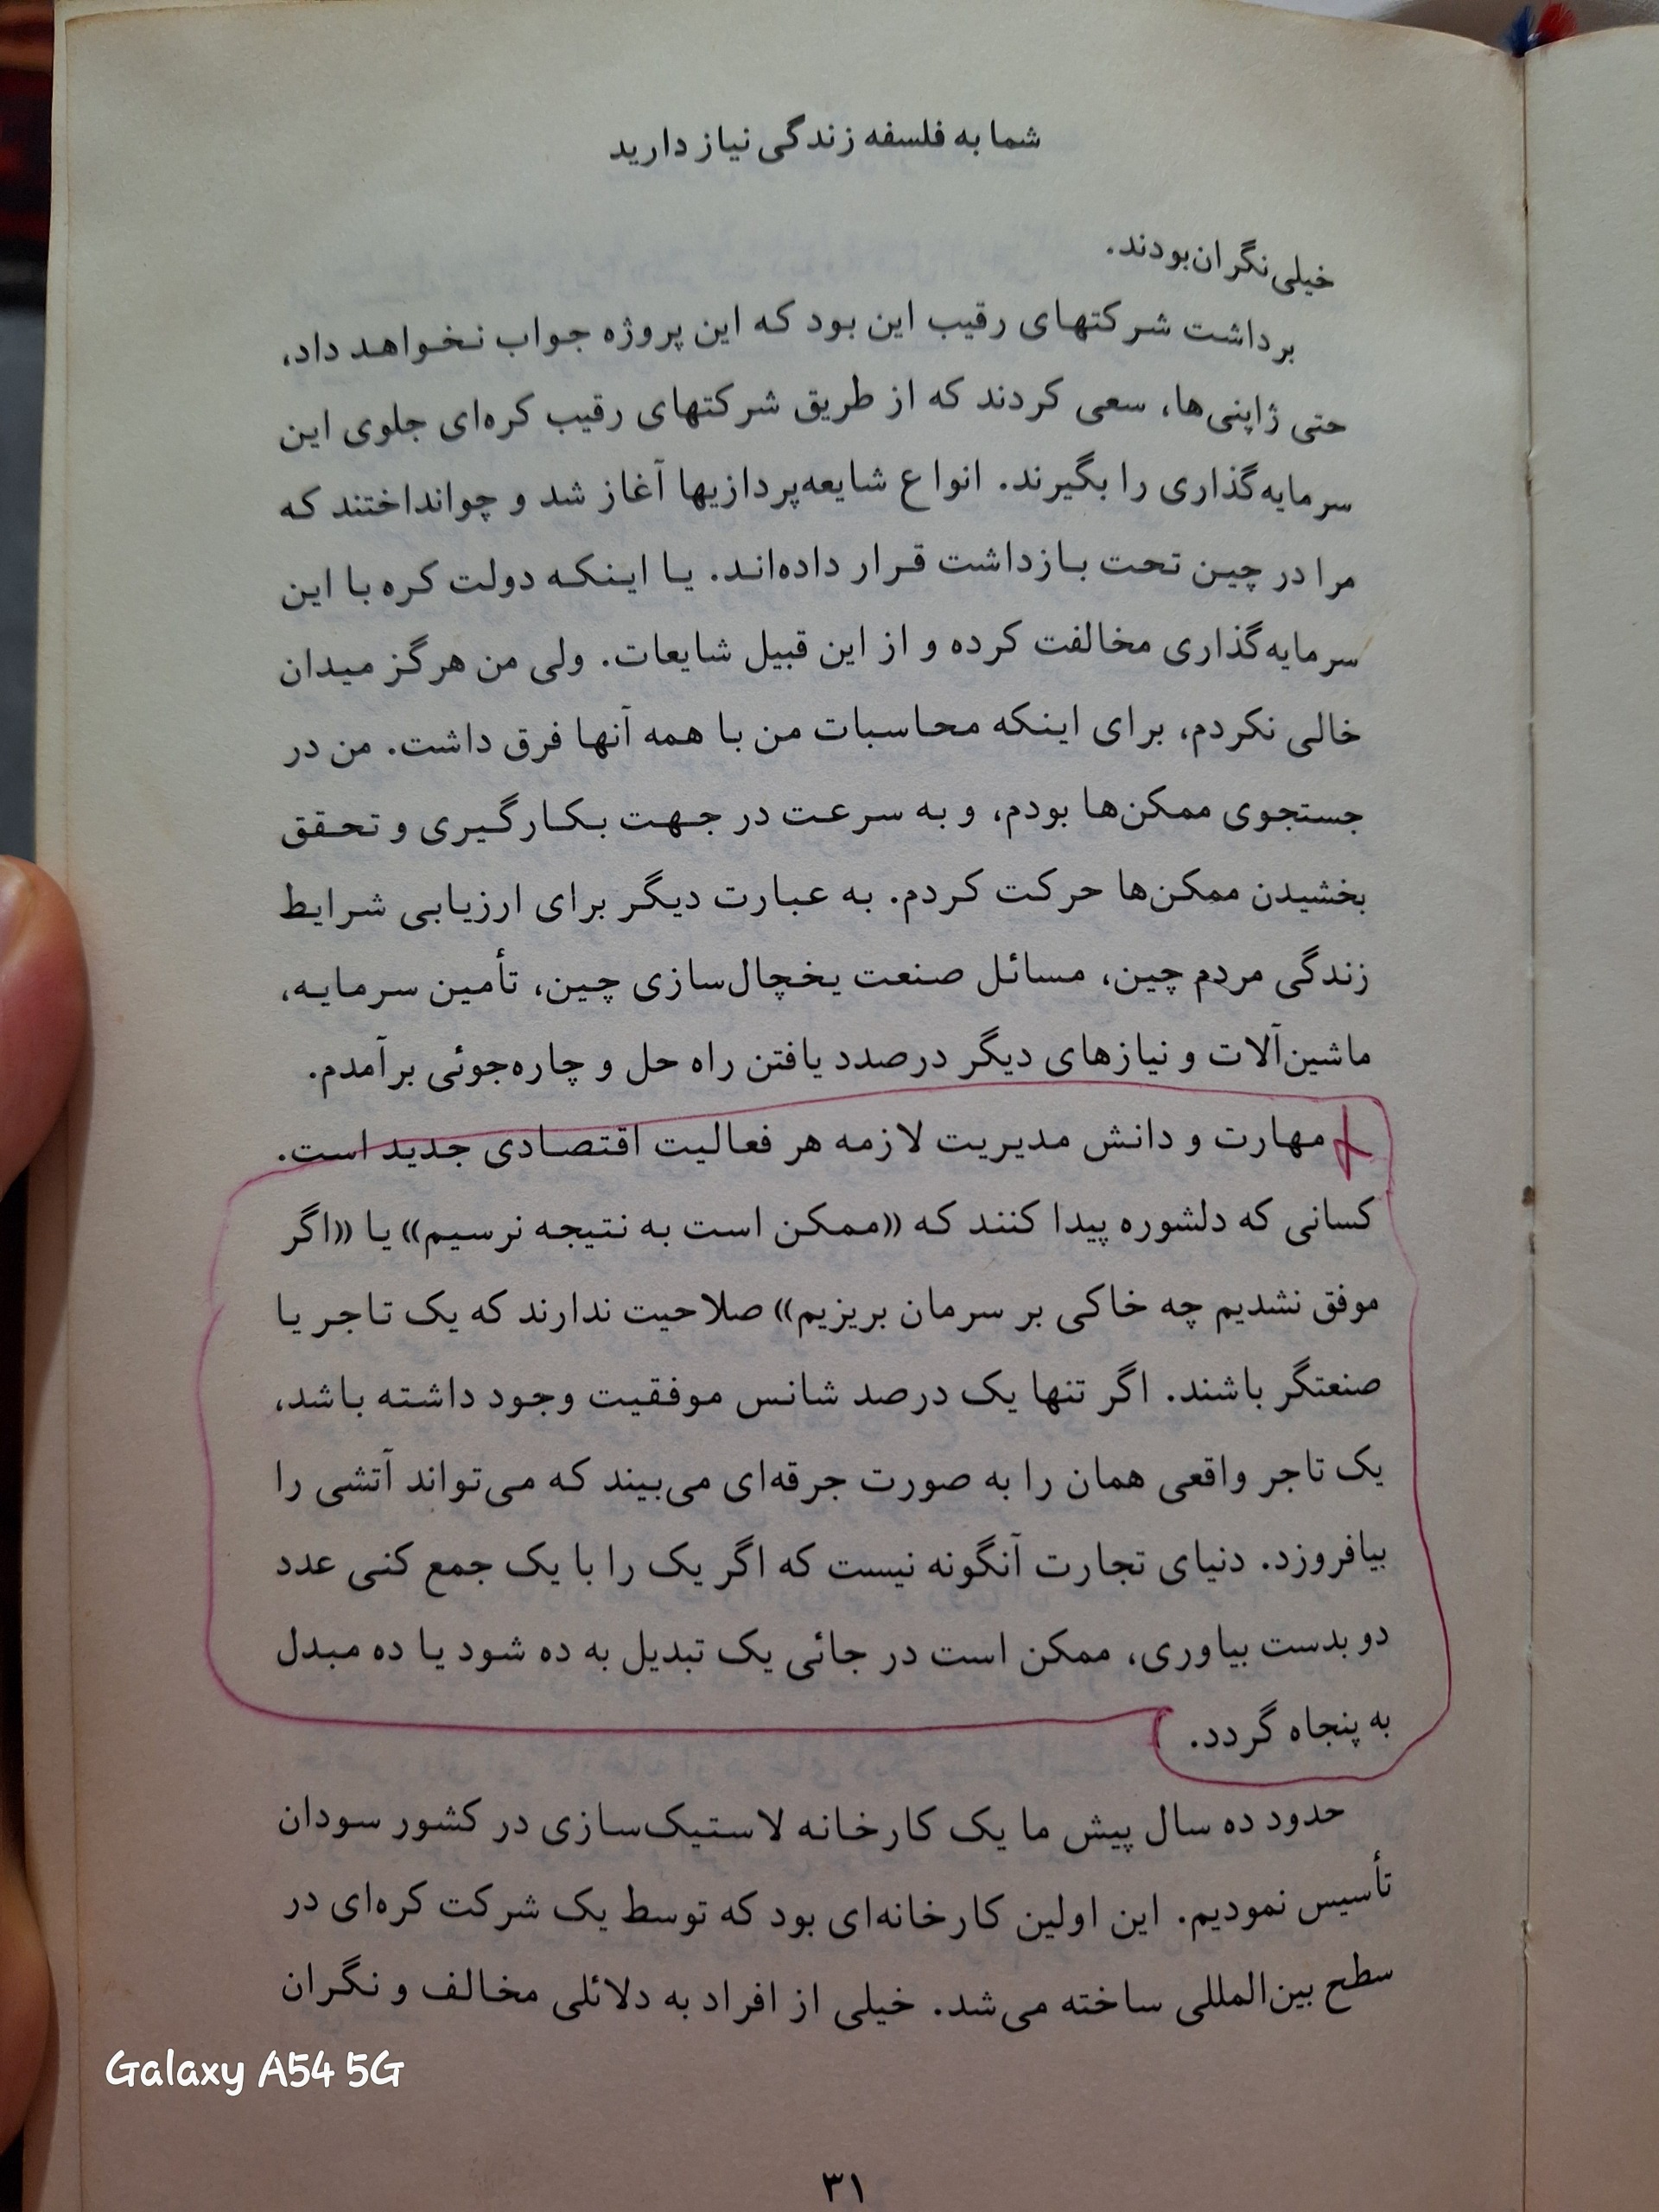 شما به فلسفه زندگی نیاز دارید
خیلی نگران بودند.
برداشت شرکتهای رقیب این بود که این پروژه جواب نخواهد داد،
حتی ژاپنی‌ها، سعی کردند که از طریق شرکتهای رقیب کره‌ای جلوی این
سرمایه‌گذاری را بگیرند. انواع شایعه‌پردازیها آغاز شد و چوانداختند که
مرا در چین تحت بازداشت قرار داده‌اند. یا اینکه دولت کره با این
سرمایه‌گذاری مخالفت کرده و از این قبیل شایعات. ولی من هرگز میدان
خالی نکردم، برای اینکه محاسبات من با همه آنها فرق داشت. من در
جستجوی ممکن‌ها بودم، و به سرعت در جهت بکارگیری و تحقق
بخشیدن ممکن‌ها حرکت کردم. به عبارت دیگر برای ارزیابی شرایط
زندگی مردم چین، مسائل صنعت یخچال‌سازی چین، تأمین سرمایه،
ماشین‌آلات و نیازهای دیگر درصدد یافتن راه حل و چاره‌جوئی برآمدم.
مهارت و دانش مدیریت لازمه هر فعالیت اقتصادی جدید است.
کسانی که دلشوره پیدا کنند که «ممکن است به نتیجه نرسیم» یا «اگر
موفق نشدیم چه خاکی بر سرمان بریزیم» صلاحیت ندارند که یک تاجر یا
صنعتگر باشند. اگر تنها یک درصد شانس موفقیت وجود داشته باشد،
یک تاجر واقعی همان را به صورت جرقه‌ای می‌بیند که می‌تواند آتشی را
بیافروزد. دنیای تجارت آنگونه نیست که اگر یک را با یک جمع کنی عدد
دو بدست بیاوری، ممکن است در جائی یک تبدیل به ده شود یا ده مبدل
به پنجاه گردد.
حدود ده سال پیش ما یک کارخانه لاستیک‌سازی در کشور سودان
تأسیس نمودیم. این اولین کارخانه‌ای بود که توسط یک شرکت کره‌ای در
سطح بین‌المللی ساخته می‌شد. خیلی از افراد به دلائلی مخالف و نگران
Galaxy A54 5G
۳۱